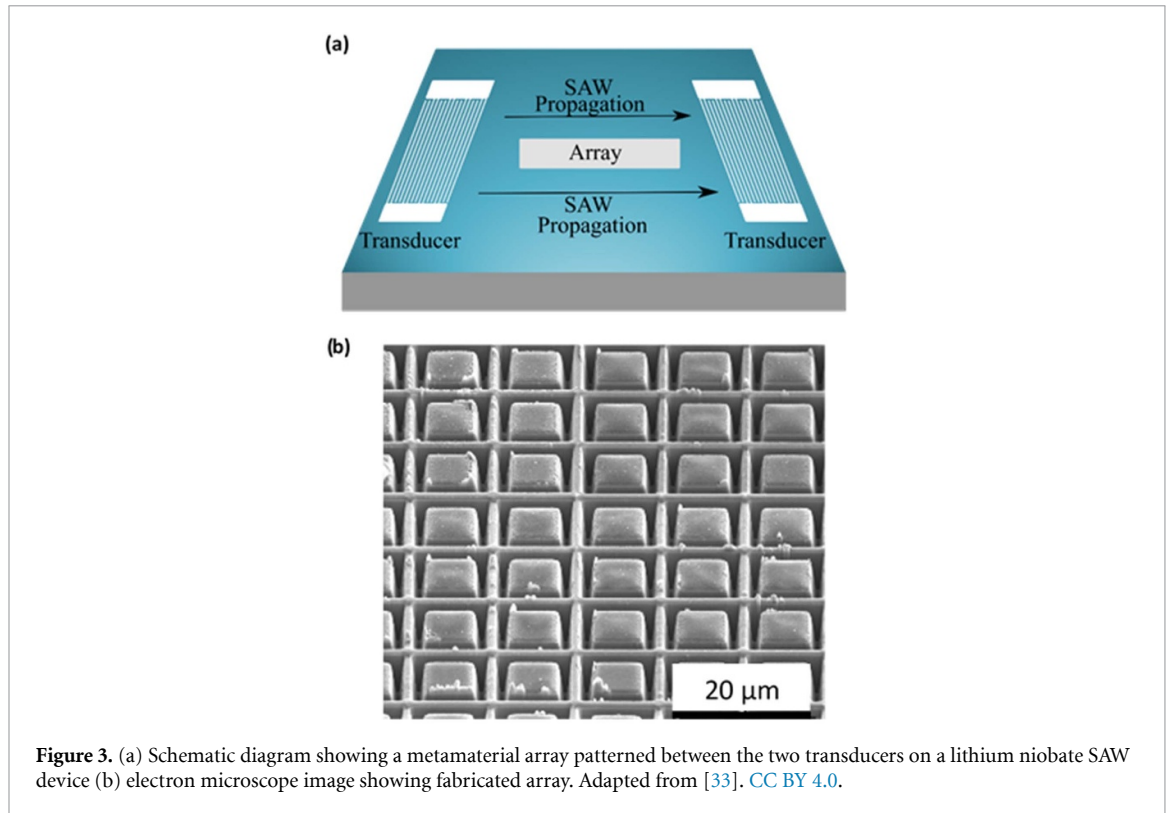 (a)
SAW
Propagation
Array
SAW
Propagation
Transducer
Transducer
(b)
20 µm
Figure 3. (a) Schematic diagram showing a metamaterial array patterned between the two transducers on a lithium niobate SAW
device (b) electron microscope image showing fabricated array. Adapted from [33]. CC BY 4.0.